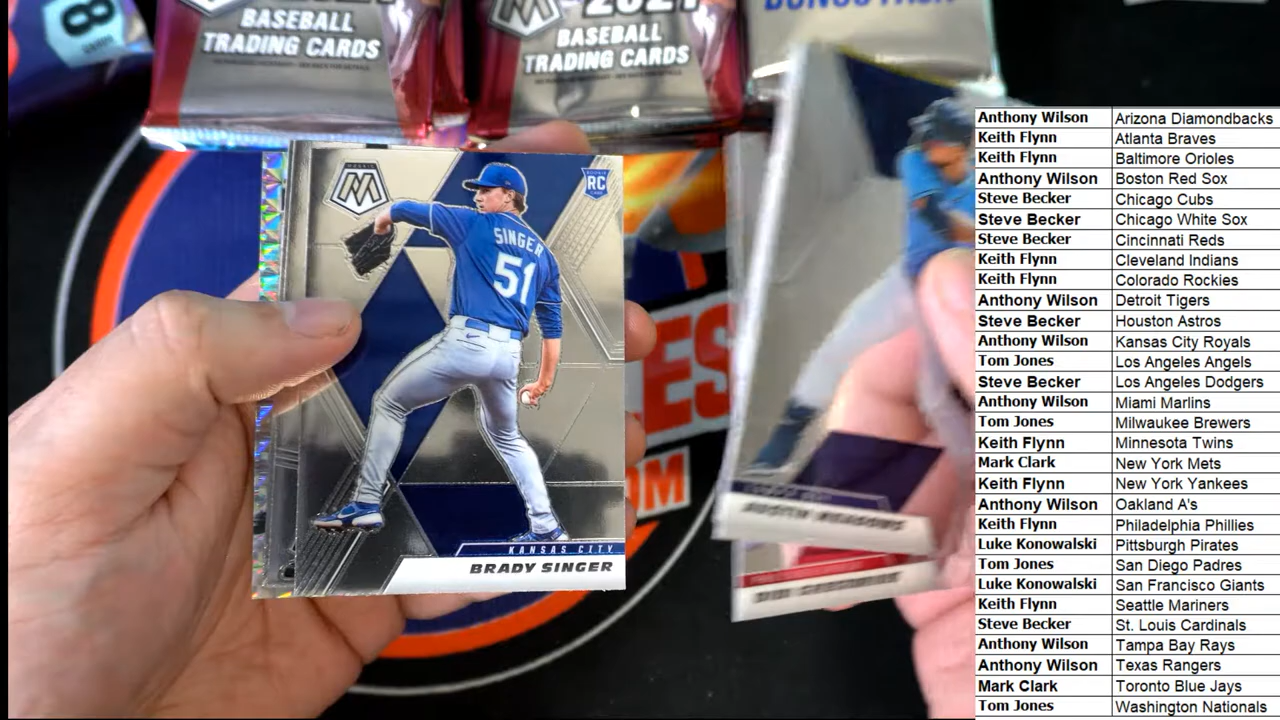 8
2021
BASEBALL
TRADING CARDS
2021
BASEBALL
TRADING CARDS
BONUS PACK
MOSAIC
M
RC
SINGER
51
KANSAS CITY
BRADY SINGER
AUSTIN MEADOWS
LES
OM
Anthony Wilson Arizona Diamondbacks
Keith Flynn Atlanta Braves
Keith Flynn Baltimore Orioles
Anthony Wilson Boston Red Sox
Steve Becker Chicago Cubs
Steve Becker Chicago White Sox
Steve Becker Cincinnati Reds
Keith Flynn Cleveland Indians
Keith Flynn Colorado Rockies
Anthony Wilson Detroit Tigers
Steve Becker Houston Astros
Anthony Wilson Kansas City Royals
Tom Jones Los Angeles Angels
Steve Becker Los Angeles Dodgers
Anthony Wilson Miami Marlins
Tom Jones Milwaukee Brewers
Keith Flynn Minnesota Twins
Mark Clark New York Mets
Keith Flynn New York Yankees
Anthony Wilson Oakland A's
Keith Flynn Philadelphia Phillies
Luke Konowalski Pittsburgh Pirates
Tom Jones San Diego Padres
Luke Konowalski San Francisco Giants
Keith Flynn Seattle Mariners
Steve Becker St. Louis Cardinals
Anthony Wilson Tampa Bay Rays
Anthony Wilson Texas Rangers
Mark Clark Toronto Blue Jays
Tom Jones Washington Nationals